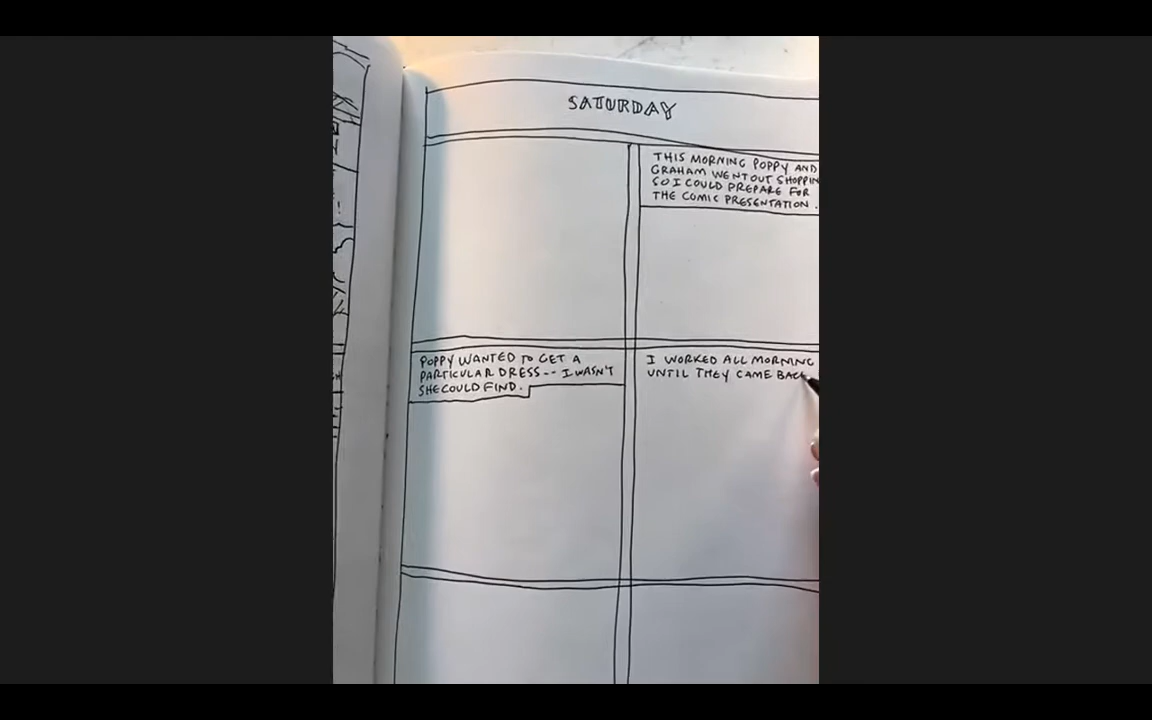 SATURDAY
THIS MORNING POPPY AND
GRAHAM WENT OUT SHOPPIN
SO I COULD PREPARE FOR
THE COMIC PRESENTATION.
POPPY WANTED TO GET A
PARTICULAR DRESS -- I WASN'T
SHE COULD FIND.
I WORKED ALL MORNING
UNTIL THEY CAME BACK